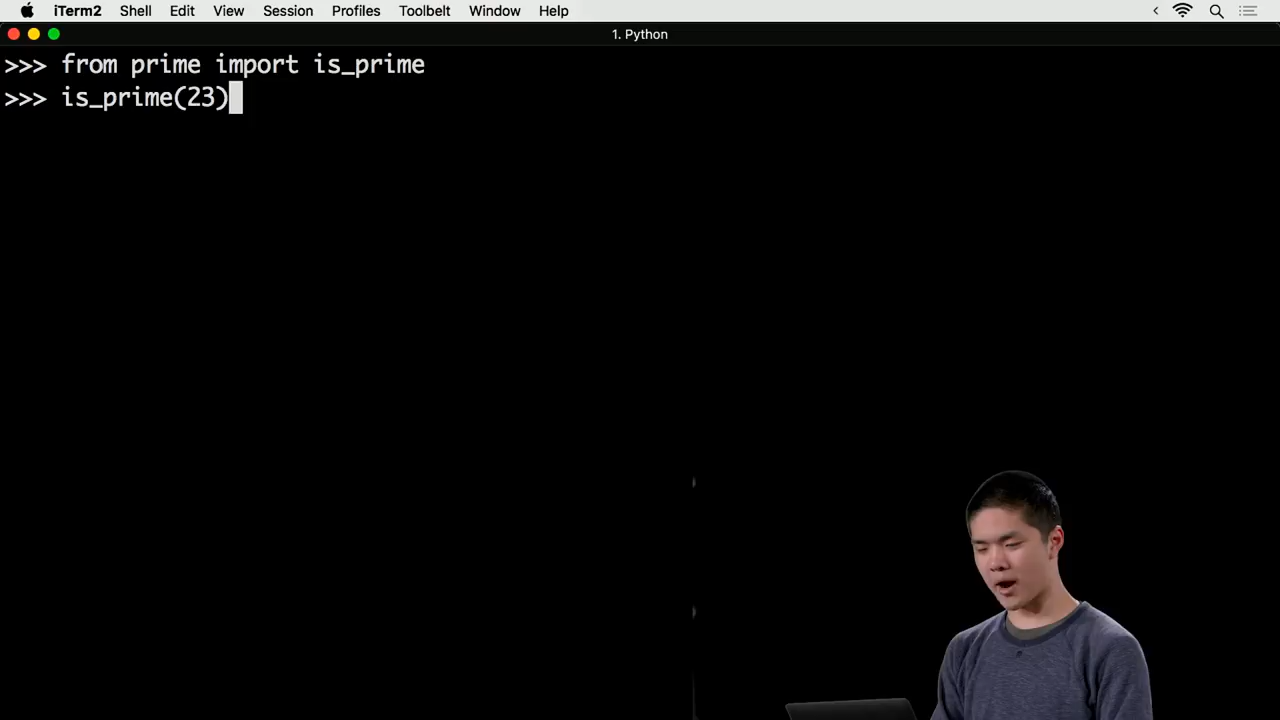 iTerm2 Shell Edit View Session Profiles Toolbelt Window Help
1. Python
>>> from prime import is_prime
>>> is_prime(23)